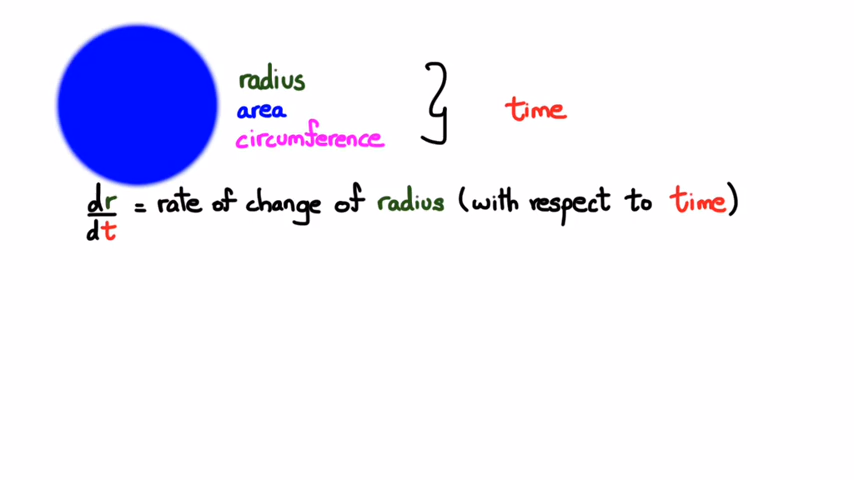 radius
area
circumference
} time
dr/dt = rate of change of radius (with respect to time)